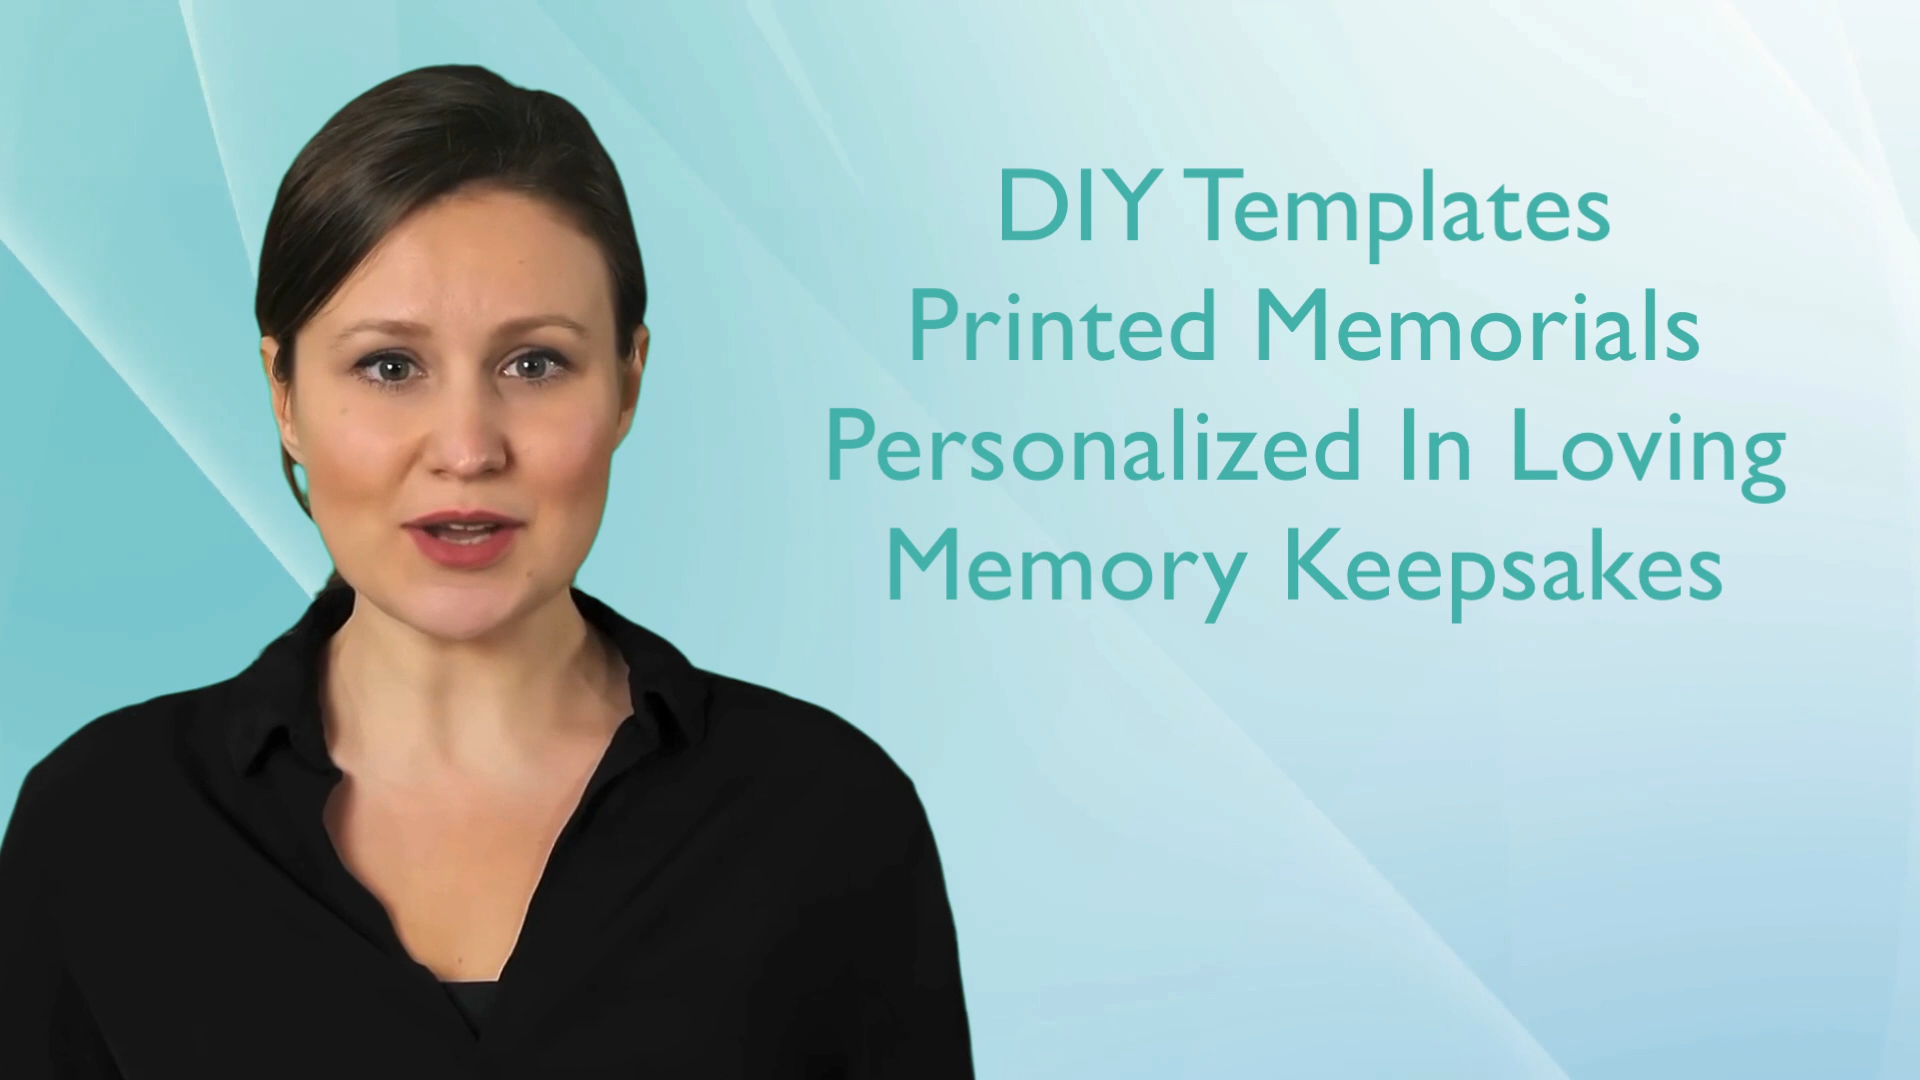 DIY Templates
Printed Memorials
Personalized In Loving
Memory Keepsakes